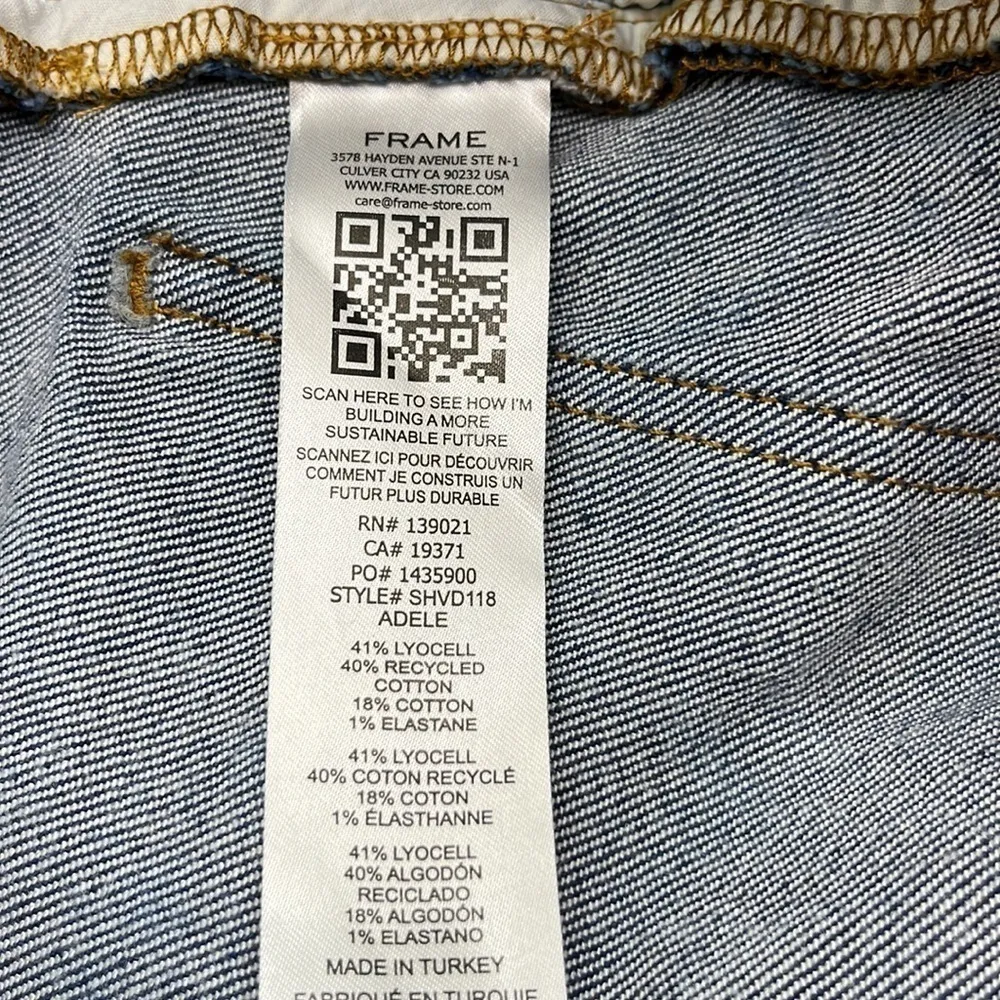 FRAME
3578 HAYDEN AVENUE STE N-1
CULVER CITY CA 90232 USA
WWW.FRAME-STORE.COM
care@frame-store.com
SCAN HERE TO SEE HOW I'M
BUILDING A MORE
SUSTAINABLE FUTURE
SCANNEZ ICI POUR DÉCOUVRIR
COMMENT JE CONSTRUIS UN
FUTUR PLUS DURABLE
RN# 139021
CA# 19371
PO# 1435900
STYLE# SHVD118
ADELE
41% LYOCELL
40% RECYCLED
COTTON
18% COTTON
1% ELASTANE
41% LYOCELL
40% COTON RECYCLÉ
18% COTON
1% ÉLASTHANNE
41% LYOCELL
40% ALGODÓN
RECICLADO
18% ALGODÓN
1% ELASTANO
MADE IN TURKEY
FABRIQUÉ EN TURQUIE